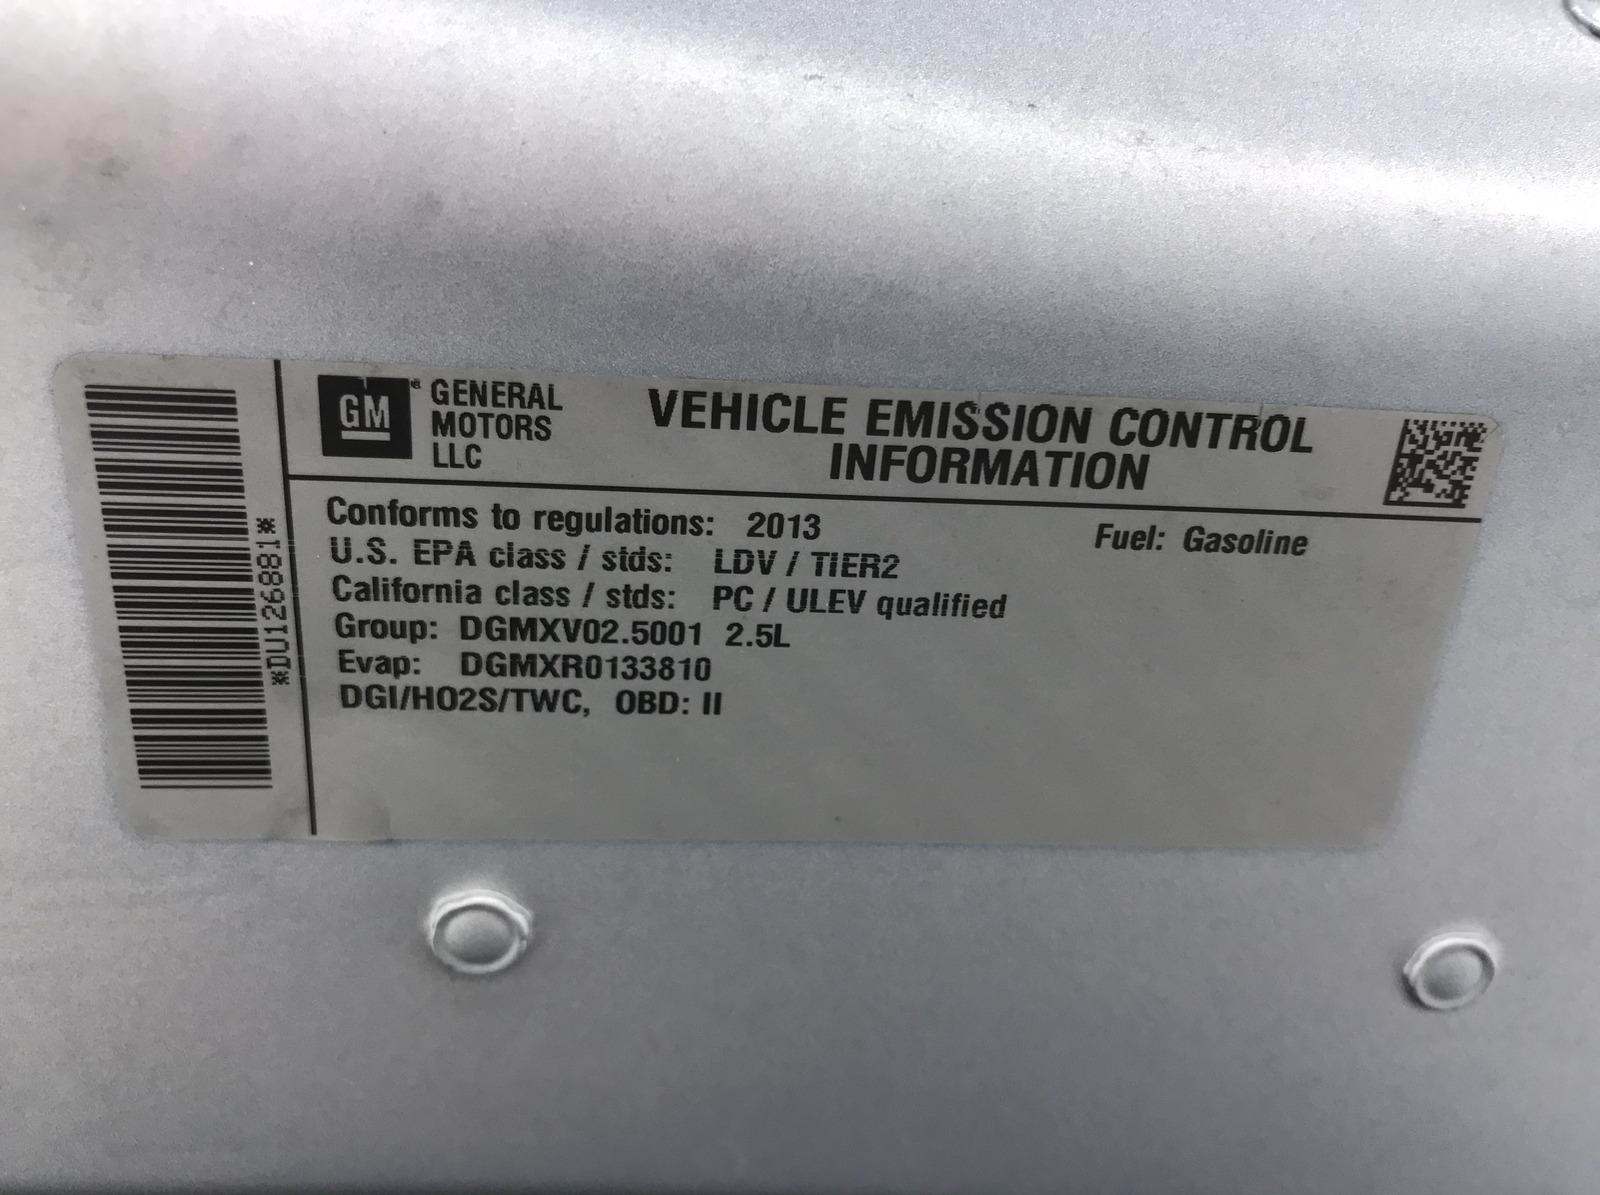 *DU126881*
GM
GENERAL
MOTORS
LLC
VEHICLE EMISSION CONTROL
INFORMATION
Conforms to regulations: 2013
Fuel: Gasoline
U.S. EPA class / stds: LDV / TIER2
California class / stds: PC / ULEV qualified
Group: DGMXV02.5001 2.5L
Evap: DGMXR0133810
DGI/HO2S/TWC, OBD: II